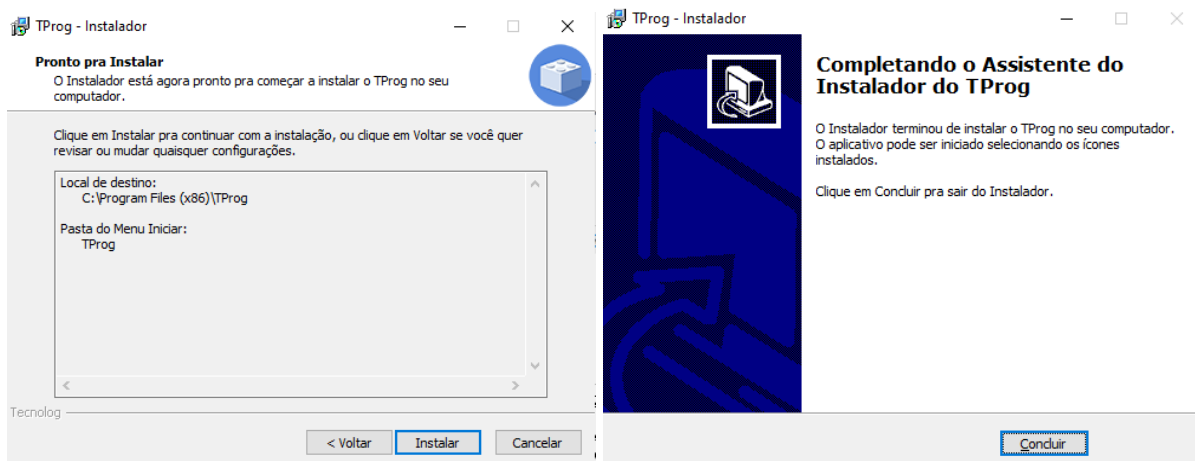 TProg - Instalador
Pronto pra Instalar
O Instalador está agora pronto pra começar a instalar o TProg no seu
computador.
Clique em Instalar pra continuar com a instalação, ou clique em Voltar se você quer
revisar ou mudar quaisquer configurações.
Local de destino:
C:\Program Files (x86)\TProg
Pasta do Menu Iniciar:
TProg
Tecnolog
< Voltar
Instalar
Cancelar
TProg - Instalador
Completando o Assistente do
Instalador do TProg
O Instalador terminou de instalar o TProg no seu computador.
O aplicativo pode ser iniciado selecionando os ícones
instalados.
Clique em Concluir pra sair do Instalador.
Concluir